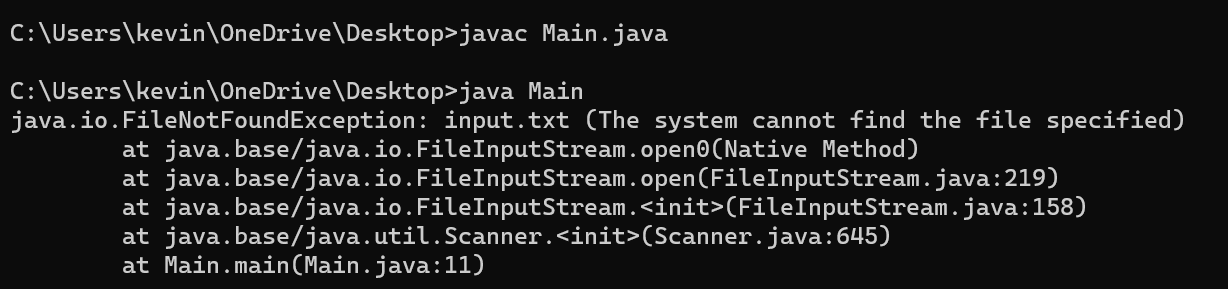 C:\Users\kevin\OneDrive\Desktop>javac Main.java
C:\Users\kevin\OneDrive\Desktop>java Main
java.io.FileNotFoundException: input.txt (The system cannot find the file specified)
        at java.base/java.io.FileInputStream.open0(Native Method)
        at java.base/java.io.FileInputStream.open(FileInputStream.java:219)
        at java.base/java.io.FileInputStream.<init>(FileInputStream.java:158)
        at java.base/java.util.Scanner.<init>(Scanner.java:645)
        at Main.main(Main.java:11)